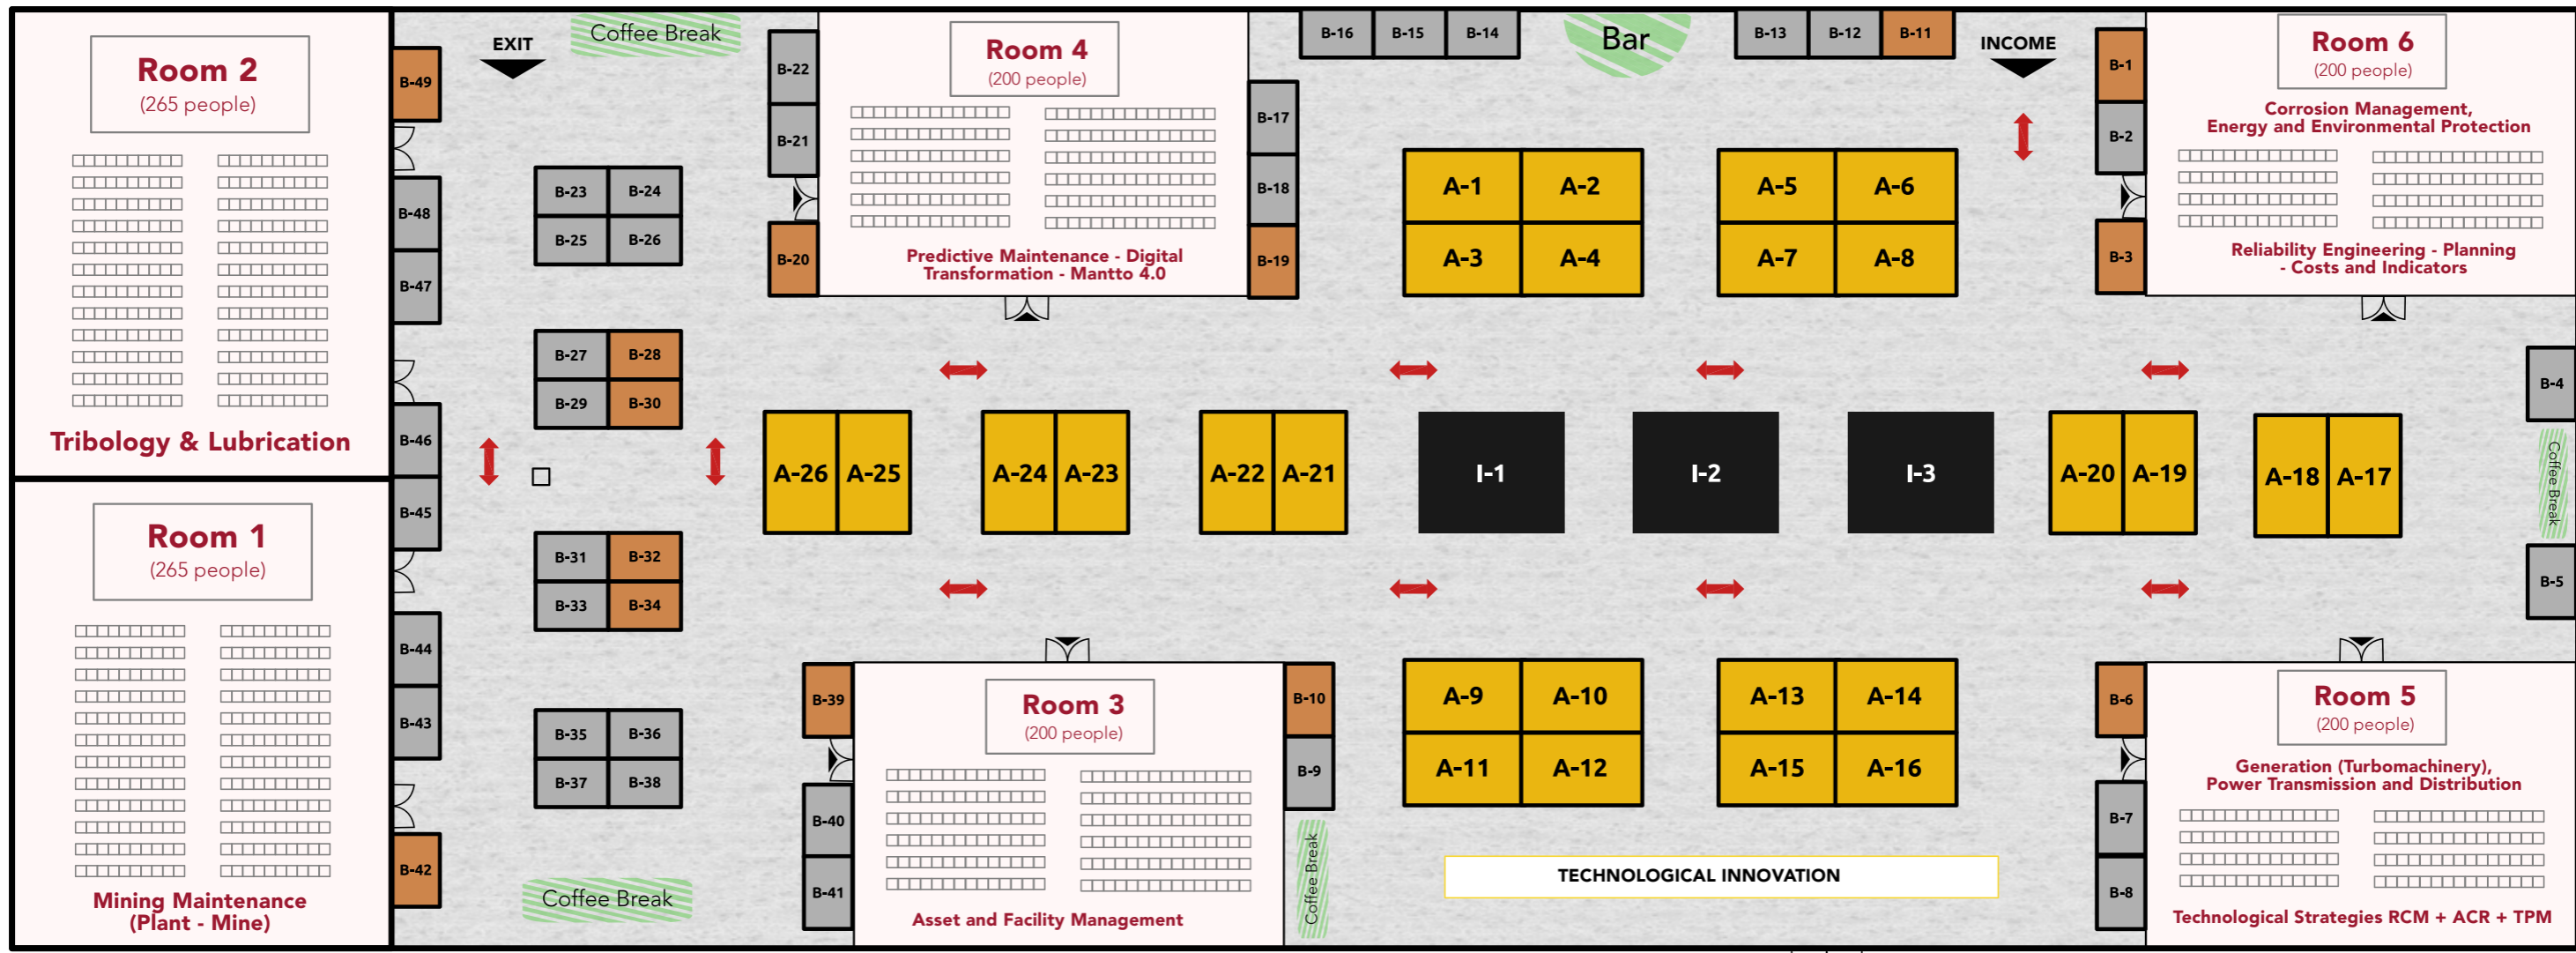 Room 2
(265 people)
Tribology & Lubrication
Room 1
(265 people)
Mining Maintenance
(Plant - Mine)
B-49
B-48
B-47
B-46
B-45
B-44
B-43
B-42
EXIT
Coffee Break
B-23 B-24
B-25 B-26
B-27 B-28
B-29 B-30
B-31 B-32
B-33 B-34
B-35 B-36
B-37 B-38
Coffee Break
B-22
B-21
B-20
Room 4
(200 people)
Predictive Maintenance - Digital
Transformation - Mantto 4.0
B-17
B-18
B-19
B-16 B-15 B-14
Bar
B-13 B-12 B-11
INCOME
A-1 A-2
A-3 A-4
A-5 A-6
A-7 A-8
B-1
B-2
B-3
Room 6
(200 people)
Corrosion Management,
Energy and Environmental Protection
Reliability Engineering - Planning
- Costs and Indicators
A-26 A-25
A-24 A-23
A-22 A-21
I-1
I-2
I-3
A-20 A-19
A-18 A-17
B-4
Coffee Break
B-5
B-39
B-40
B-41
Room 3
(200 people)
Asset and Facility Management
B-10
B-9
Coffee Break
A-9 A-10
A-11 A-12
A-13 A-14
A-15 A-16
TECHNOLOGICAL INNOVATION
B-6
B-7
B-8
Room 5
(200 people)
Generation (Turbomachinery),
Power Transmission and Distribution
Technological Strategies RCM + ACR + TPM